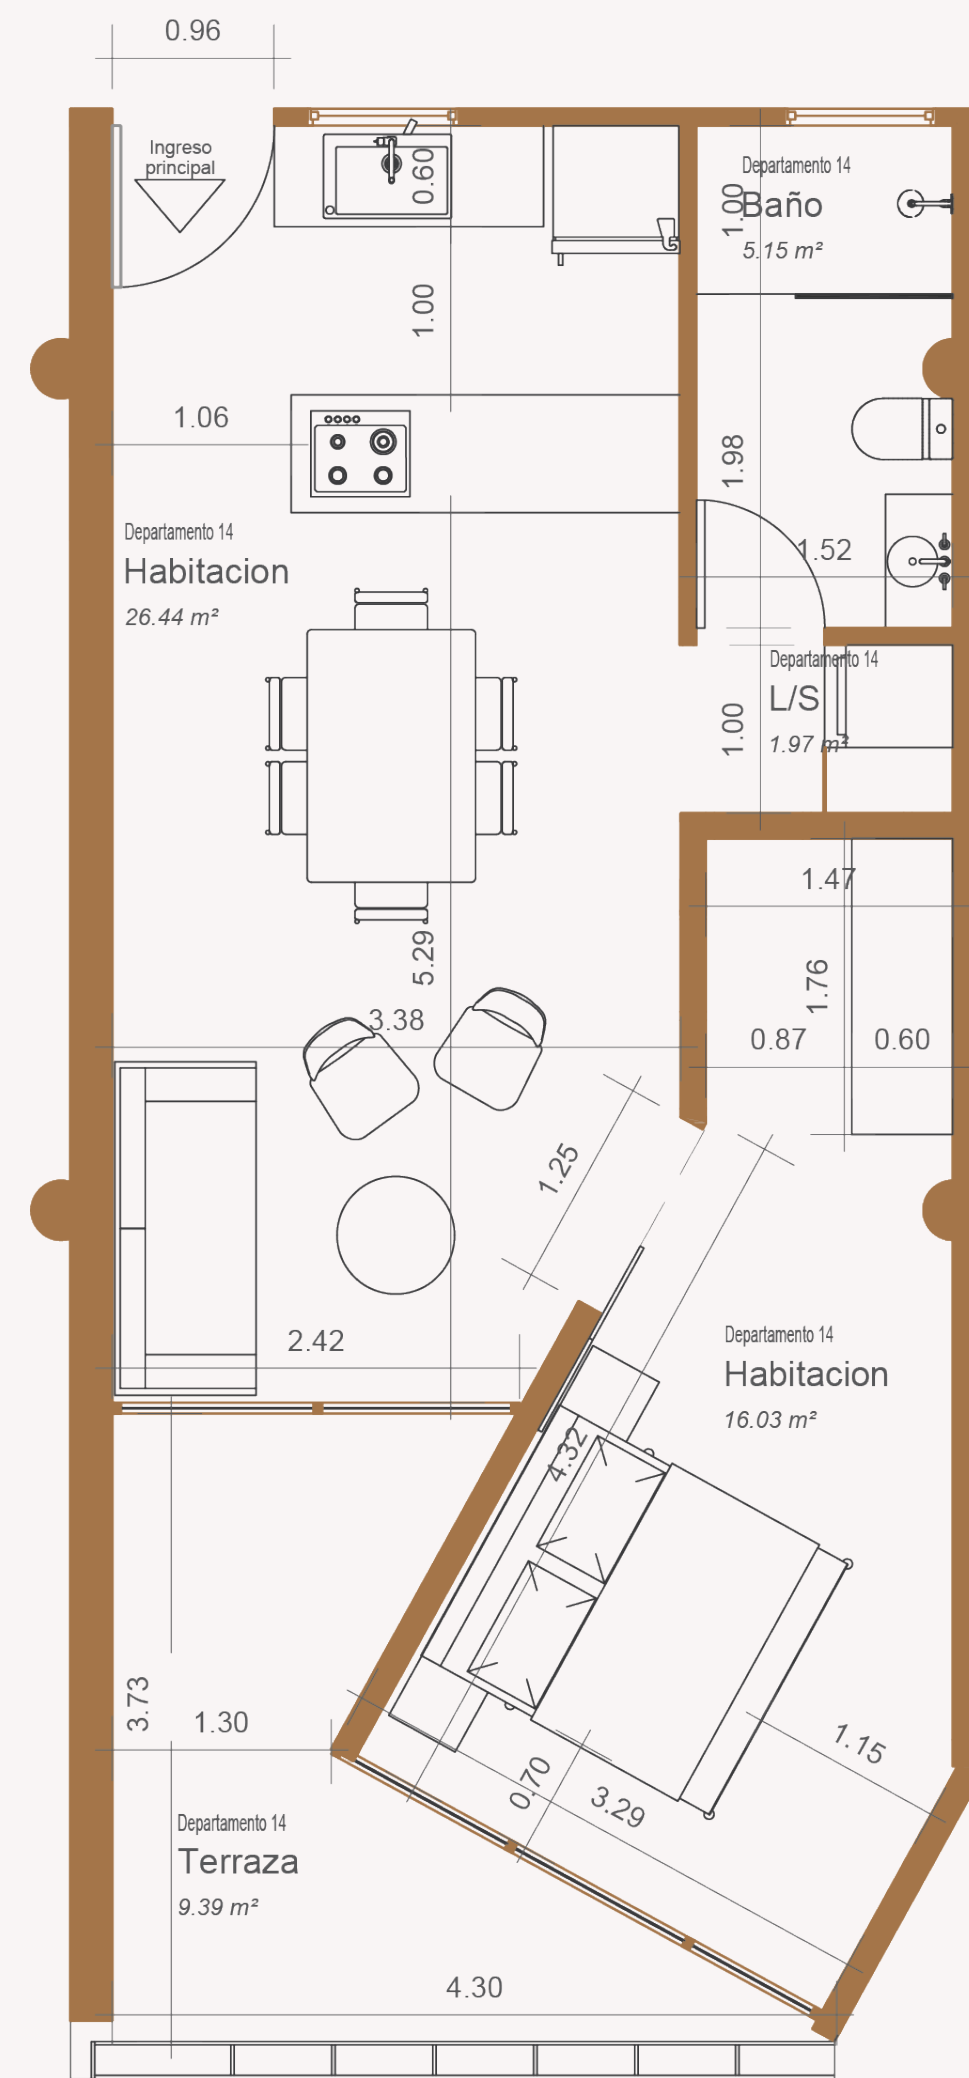 0.96
Ingreso
principal
0.60
Departamento 14
1.00
Baño
5.15 m²
1.00
1.06
1.98
Departamento 14
Habitacion
26.44 m²
1.52
Departamento 14
L/S
1.00
1.97 m²
1.47
5.29
1.76
3.38
0.87
0.60
1.25
2.42
Departamento 14
Habitacion
16.03 m²
4.32
3.73
1.30
1.15
0.70
3.29
Departamento 14
Terraza
9.39 m²
4.30